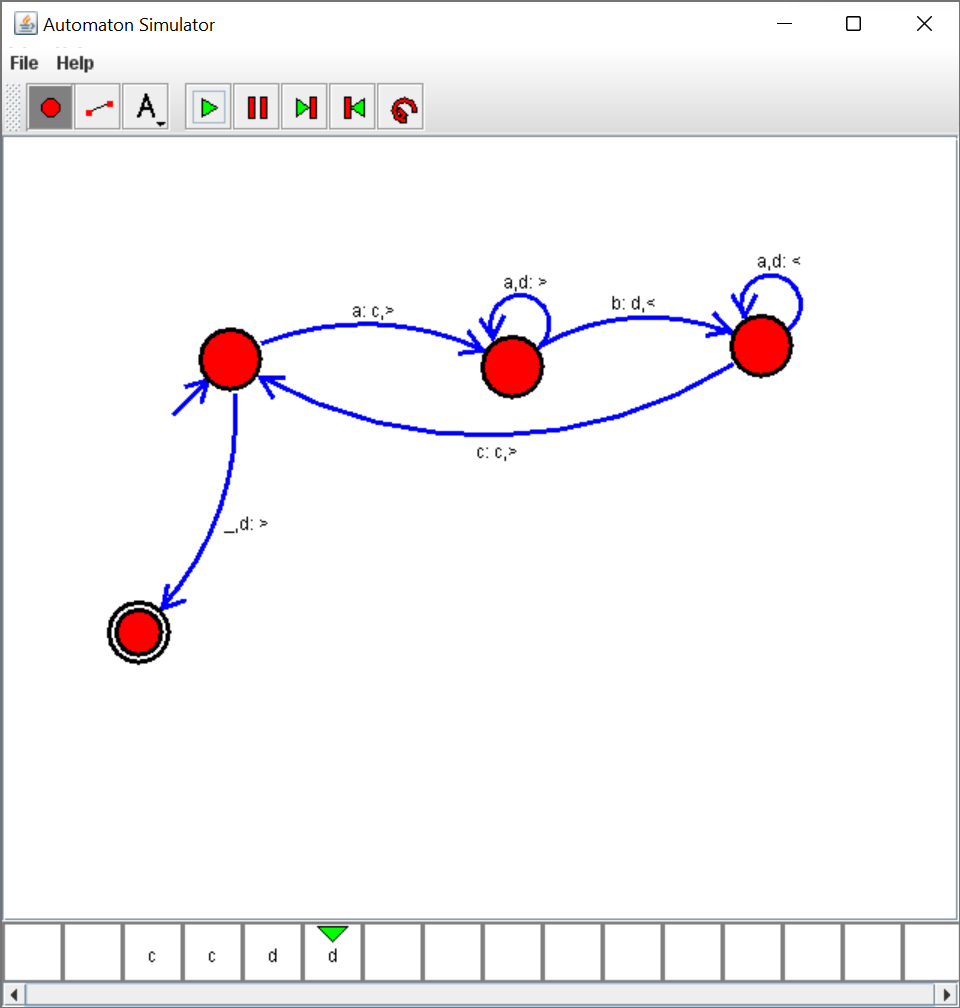 Automaton Simulator
File Help
A
a,d: <
a,d: >
b: d,<
a: c,>
c: c,>
_,d: >
c c d d